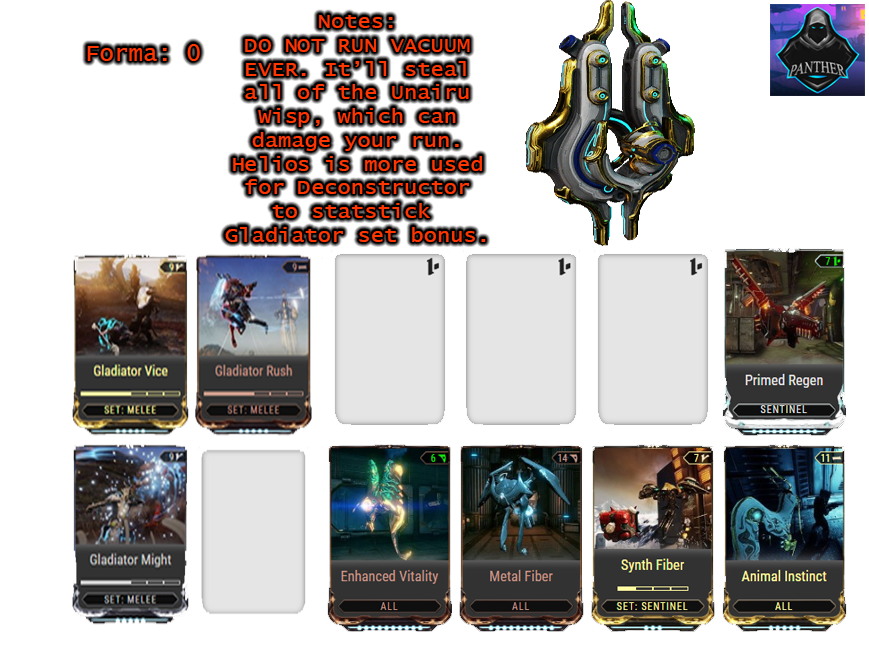 Forma: 0
Notes:
DO NOT RUN VACUUM
EVER. It'll steal
all of the Unairu
Wisp, which can
damage your run.
Helios is more used
for Deconstructor
to statstick
Gladiator set bonus.
PANTHER
9
Gladiator Vice
SET: MELEE
9
Gladiator Rush
SET: MELEE
7
Primed Regen
SENTINEL
9
Gladiator Might
SET: MELEE
6
Enhanced Vitality
ALL
14
Metal Fiber
ALL
7
Synth Fiber
SET: SENTINEL
11
Animal Instinct
ALL